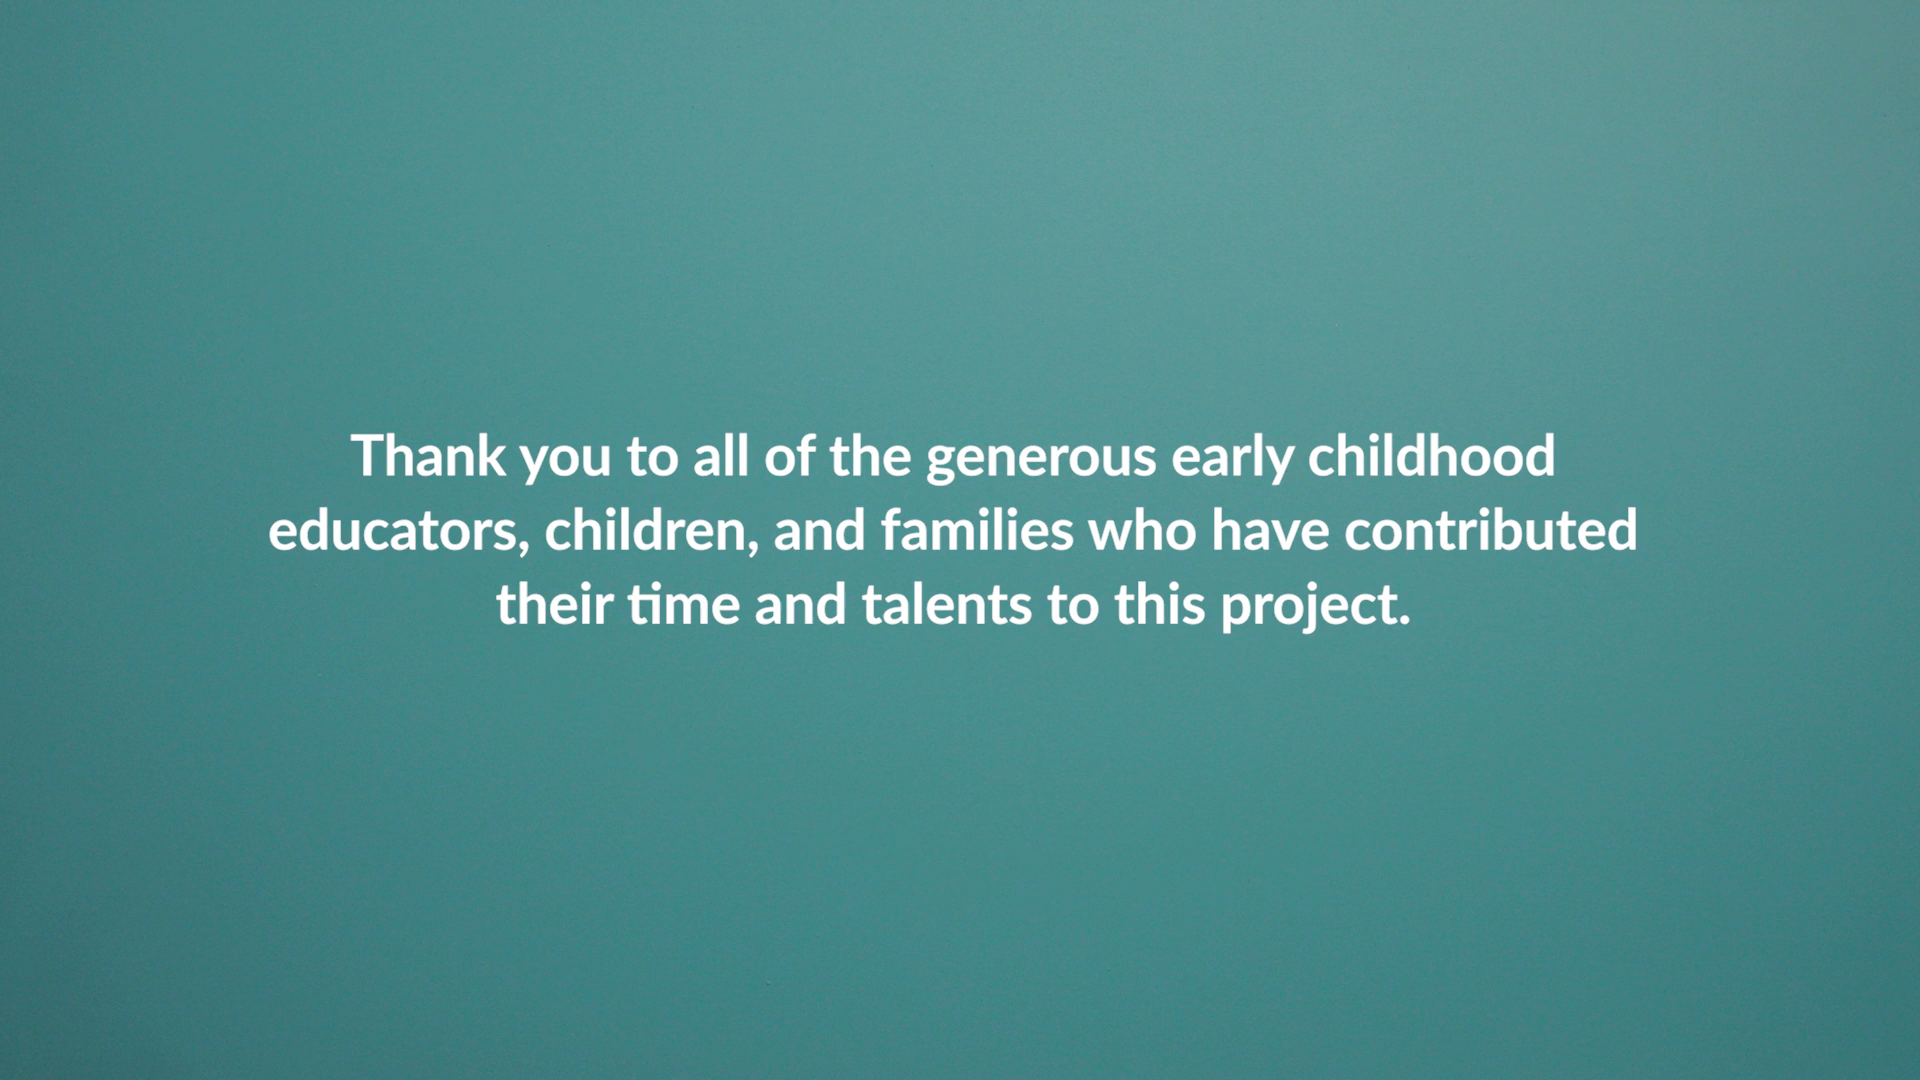 Thank you to all of the generous early childhood
educators, children, and families who have contributed
their time and talents to this project.